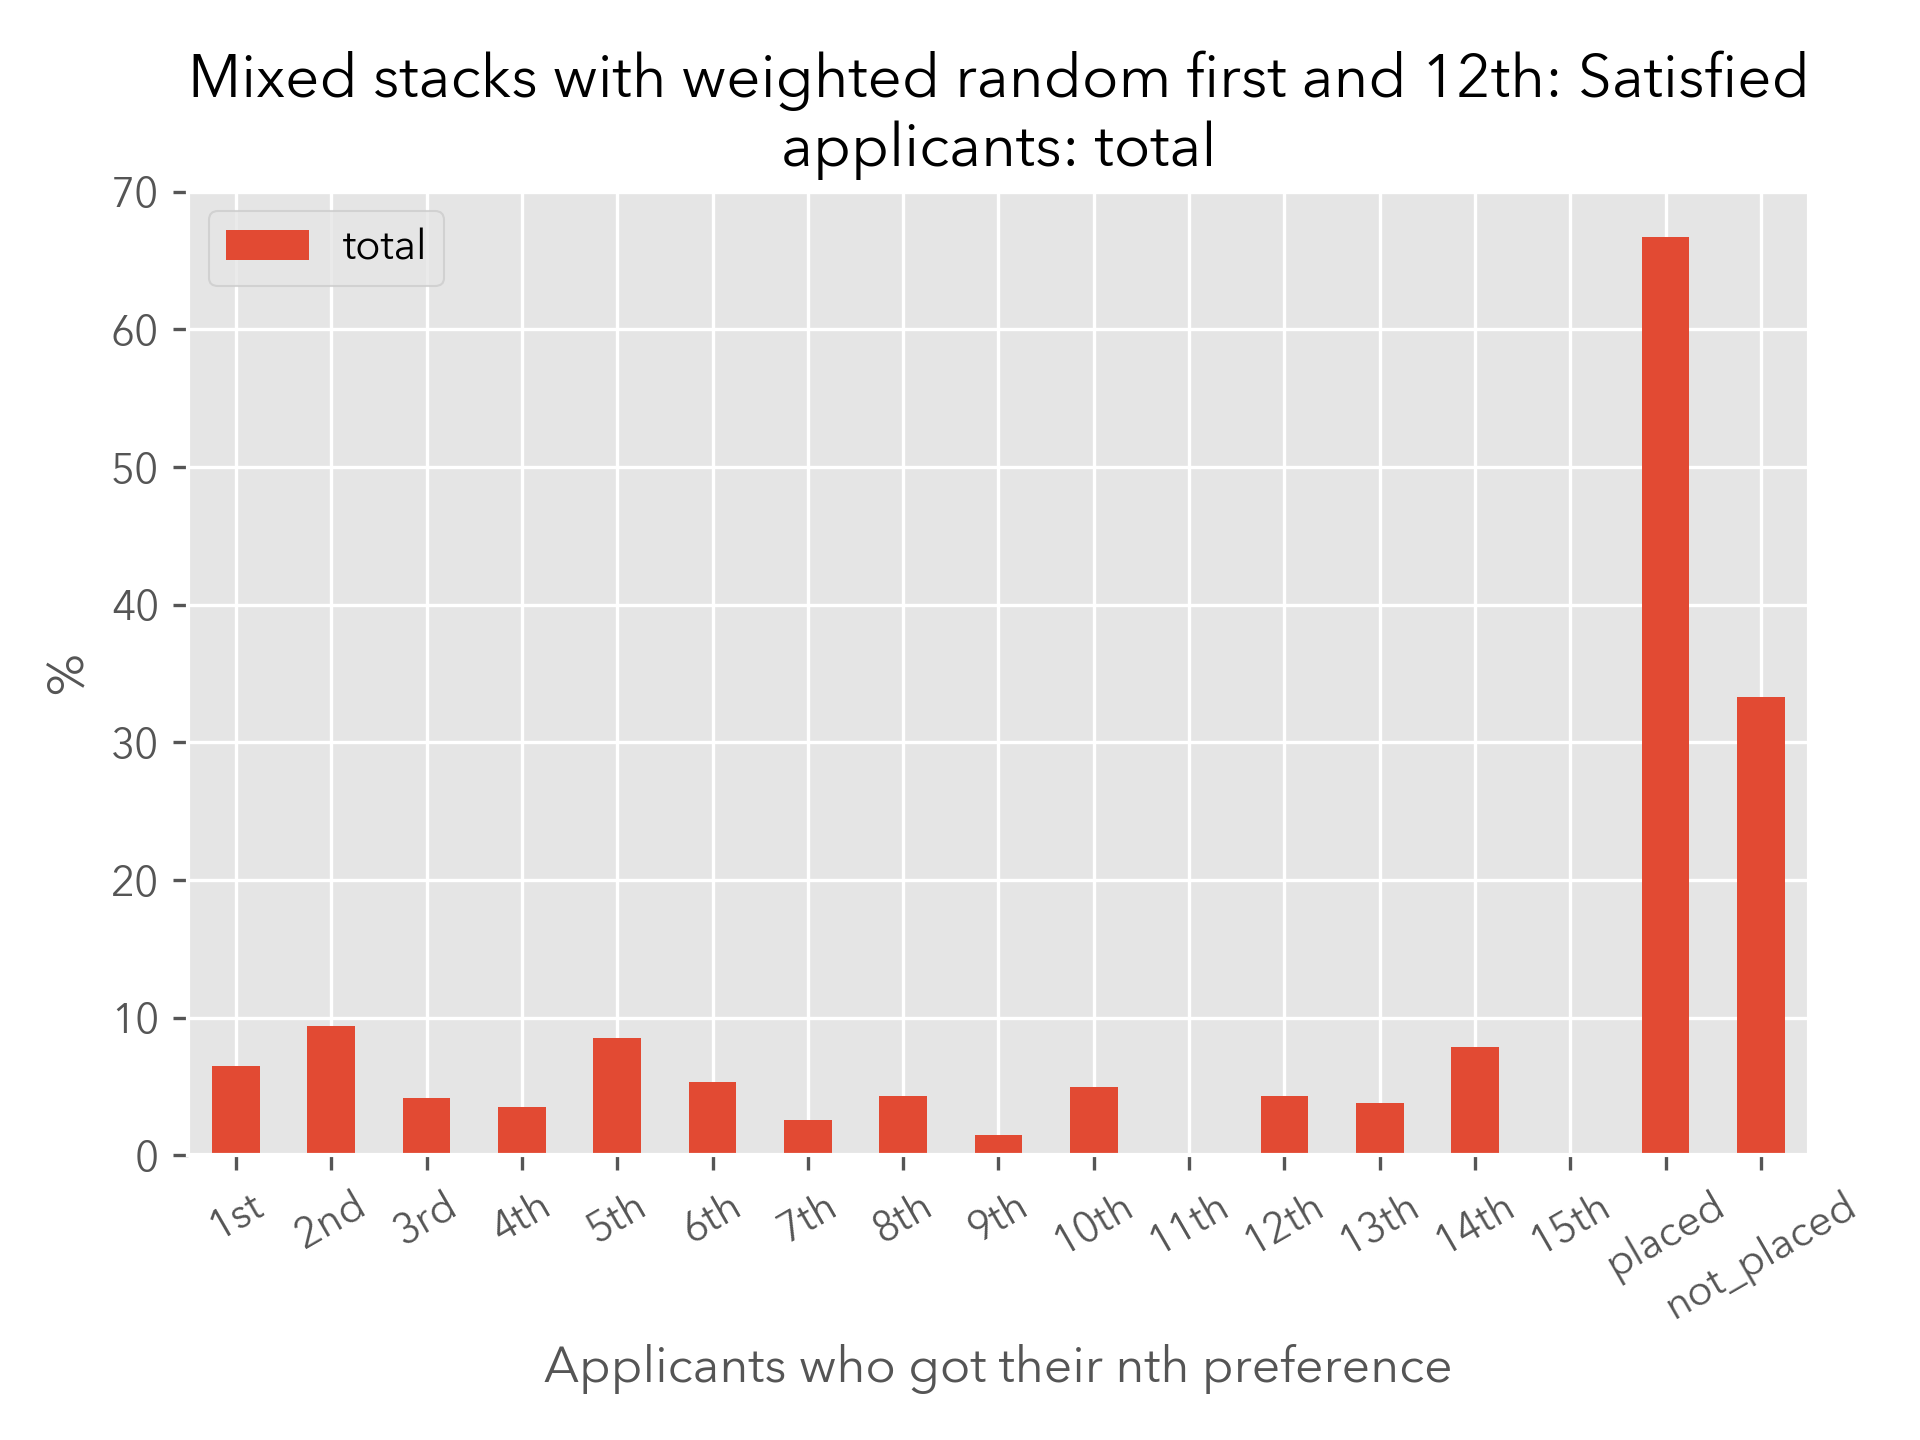 Mixed stacks with weighted random first and 12th: Satisfied
applicants: total
70
60
50
40
30
20
10
0
%
total
1st
2nd
3rd
4th
5th
6th
7th
8th
9th
10th
11th
12th
13th
14th
15th
placed
not_placed
Applicants who got their nth preference